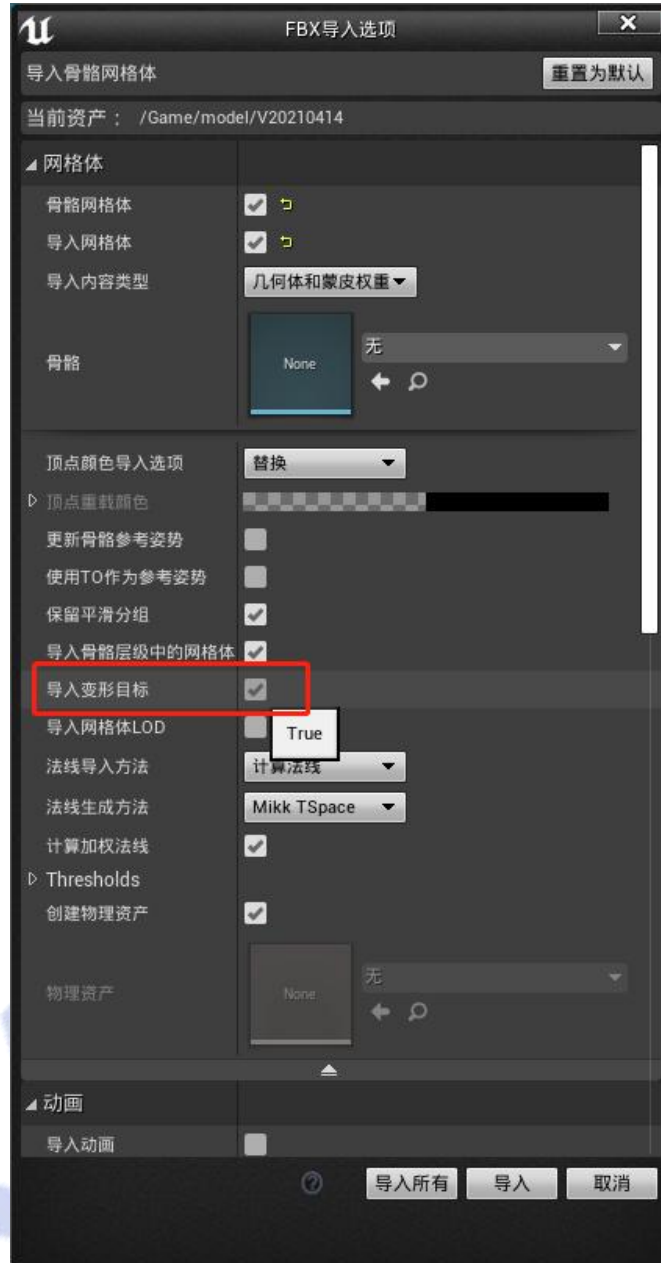 FBX导入选项
导入骨骼网格体
重置为默认
当前资产： /Game/model/V20210414
网格体
骨骼网格体
导入网格体
导入内容类型 几何体和蒙皮权重
骨骼 None 无
顶点颜色导入选项 替换
顶点重载颜色
更新骨骼参考姿势
使用T0作为参考姿势
保留平滑分组
导入骨骼层级中的网格体
导入变形目标
导入网格体LOD True
法线导入方法 计算法线
法线生成方法 Mikk TSpace
计算加权法线
Thresholds
创建物理资产
物理资产 None 无
动画
导入动画
导入所有 导入 取消